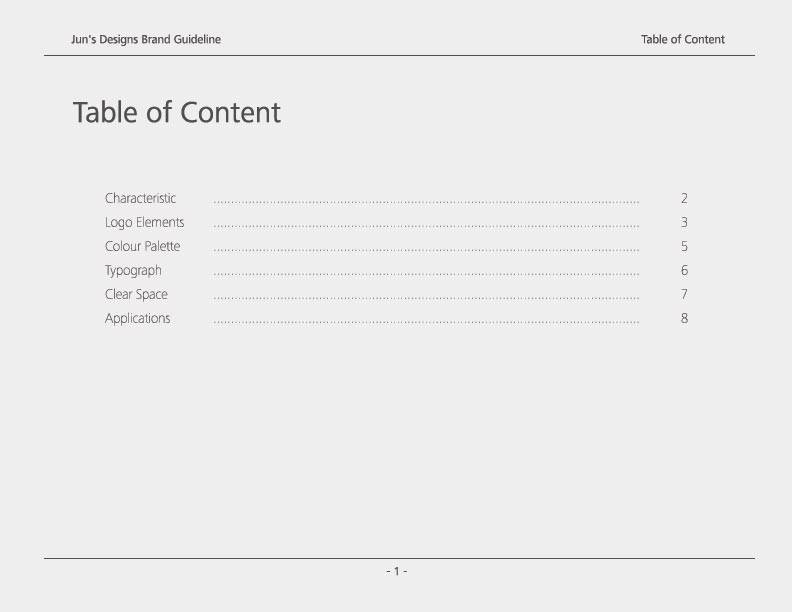 Jun's Designs Brand Guideline Table of Content
Table of Content
Characteristic ........................................................................................................................ 2
Logo Elements ........................................................................................................................ 3
Colour Palette ........................................................................................................................ 5
Typograph ........................................................................................................................ 6
Clear Space ........................................................................................................................ 7
Applications ........................................................................................................................ 8
- 1 -